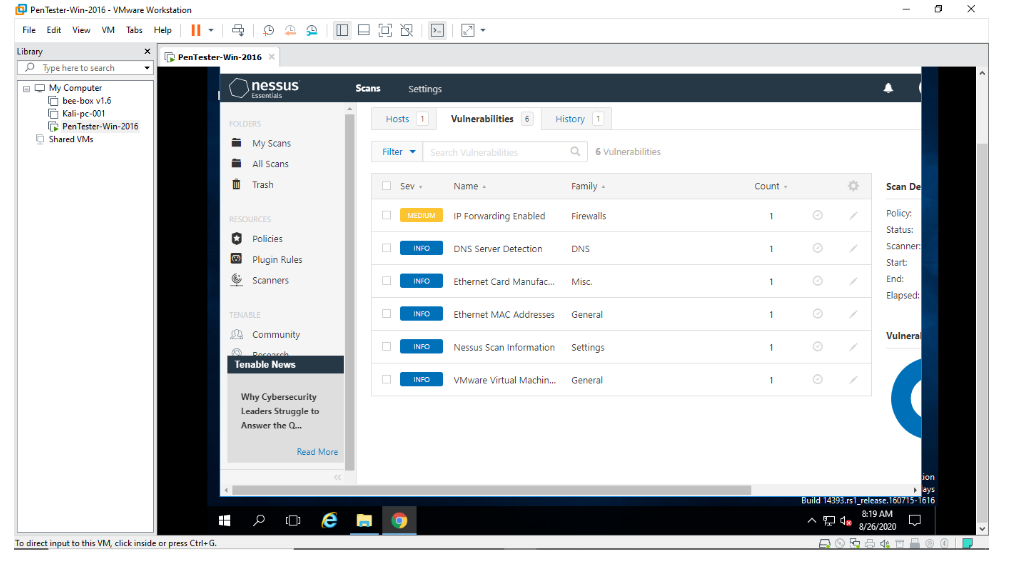 PenTester-Win-2016 - VMware Workstation
File Edit View VM Tabs Help
Library
Type here to search
My Computer
bee-box v1.6
Kali-pc-001
PenTester-Win-2016
Shared VMs
PenTester-Win-2016
nessus
Essentials
Scans
Settings
FOLDERS
My Scans
All Scans
Trash
RESOURCES
Policies
Plugin Rules
Scanners
TENABLE
Community
Research
Tenable News
Why Cybersecurity
Leaders Struggle to
Answer the Q...
Read More
Hosts 1
Vulnerabilities 6
History 1
Filter
Search Vulnerabilities
6 Vulnerabilities
Sev Name Family Count
MEDIUM IP Forwarding Enabled Firewalls 1
INFO DNS Server Detection DNS 1
INFO Ethernet Card Manufac... Misc. 1
INFO Ethernet MAC Addresses General 1
INFO Nessus Scan Information Settings 1
INFO VMware Virtual Machin... General 1
Scan De
Policy:
Status:
Scanner:
Start:
End:
Elapsed:
Vulneral
ion
ays
Build 14393.rs1_release.160715-1616
8:19 AM
8/26/2020
To direct input to this VM, click inside or press Ctrl+G.